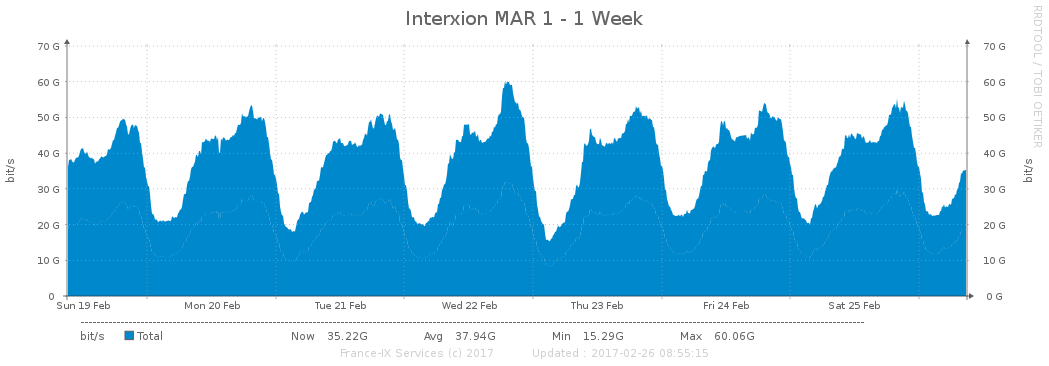 Interxion MAR 1 - 1 Week
RRDTOOL / TOBI OETIKER
bit/s
70 G
60 G
50 G
40 G
30 G
20 G
10 G
0
70 G
60 G
50 G
40 G
30 G
20 G
10 G
0 G
bit/s
Sun 19 Feb Mon 20 Feb Tue 21 Feb Wed 22 Feb Thu 23 Feb Fri 24 Feb Sat 25 Feb
bit/s Total Now 35.22G Avg 37.94G Min 15.29G Max 60.06G
France-IX Services (c) 2017 Updated : 2017-02-26 08:55:15